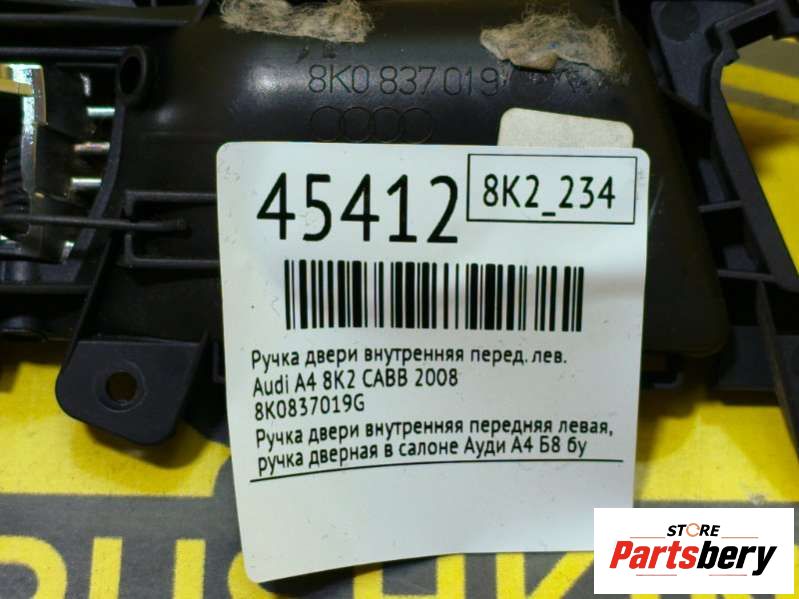 8K0 837 019
45412
8K2_234
Ручка двери внутренняя перед. лев.
Audi A4 8K2 CABB 2008
8K0837019G
Ручка двери внутренняя передняя левая,
ручка дверная в салоне Ауди А4 Б8 бу
STORE
Partsbery